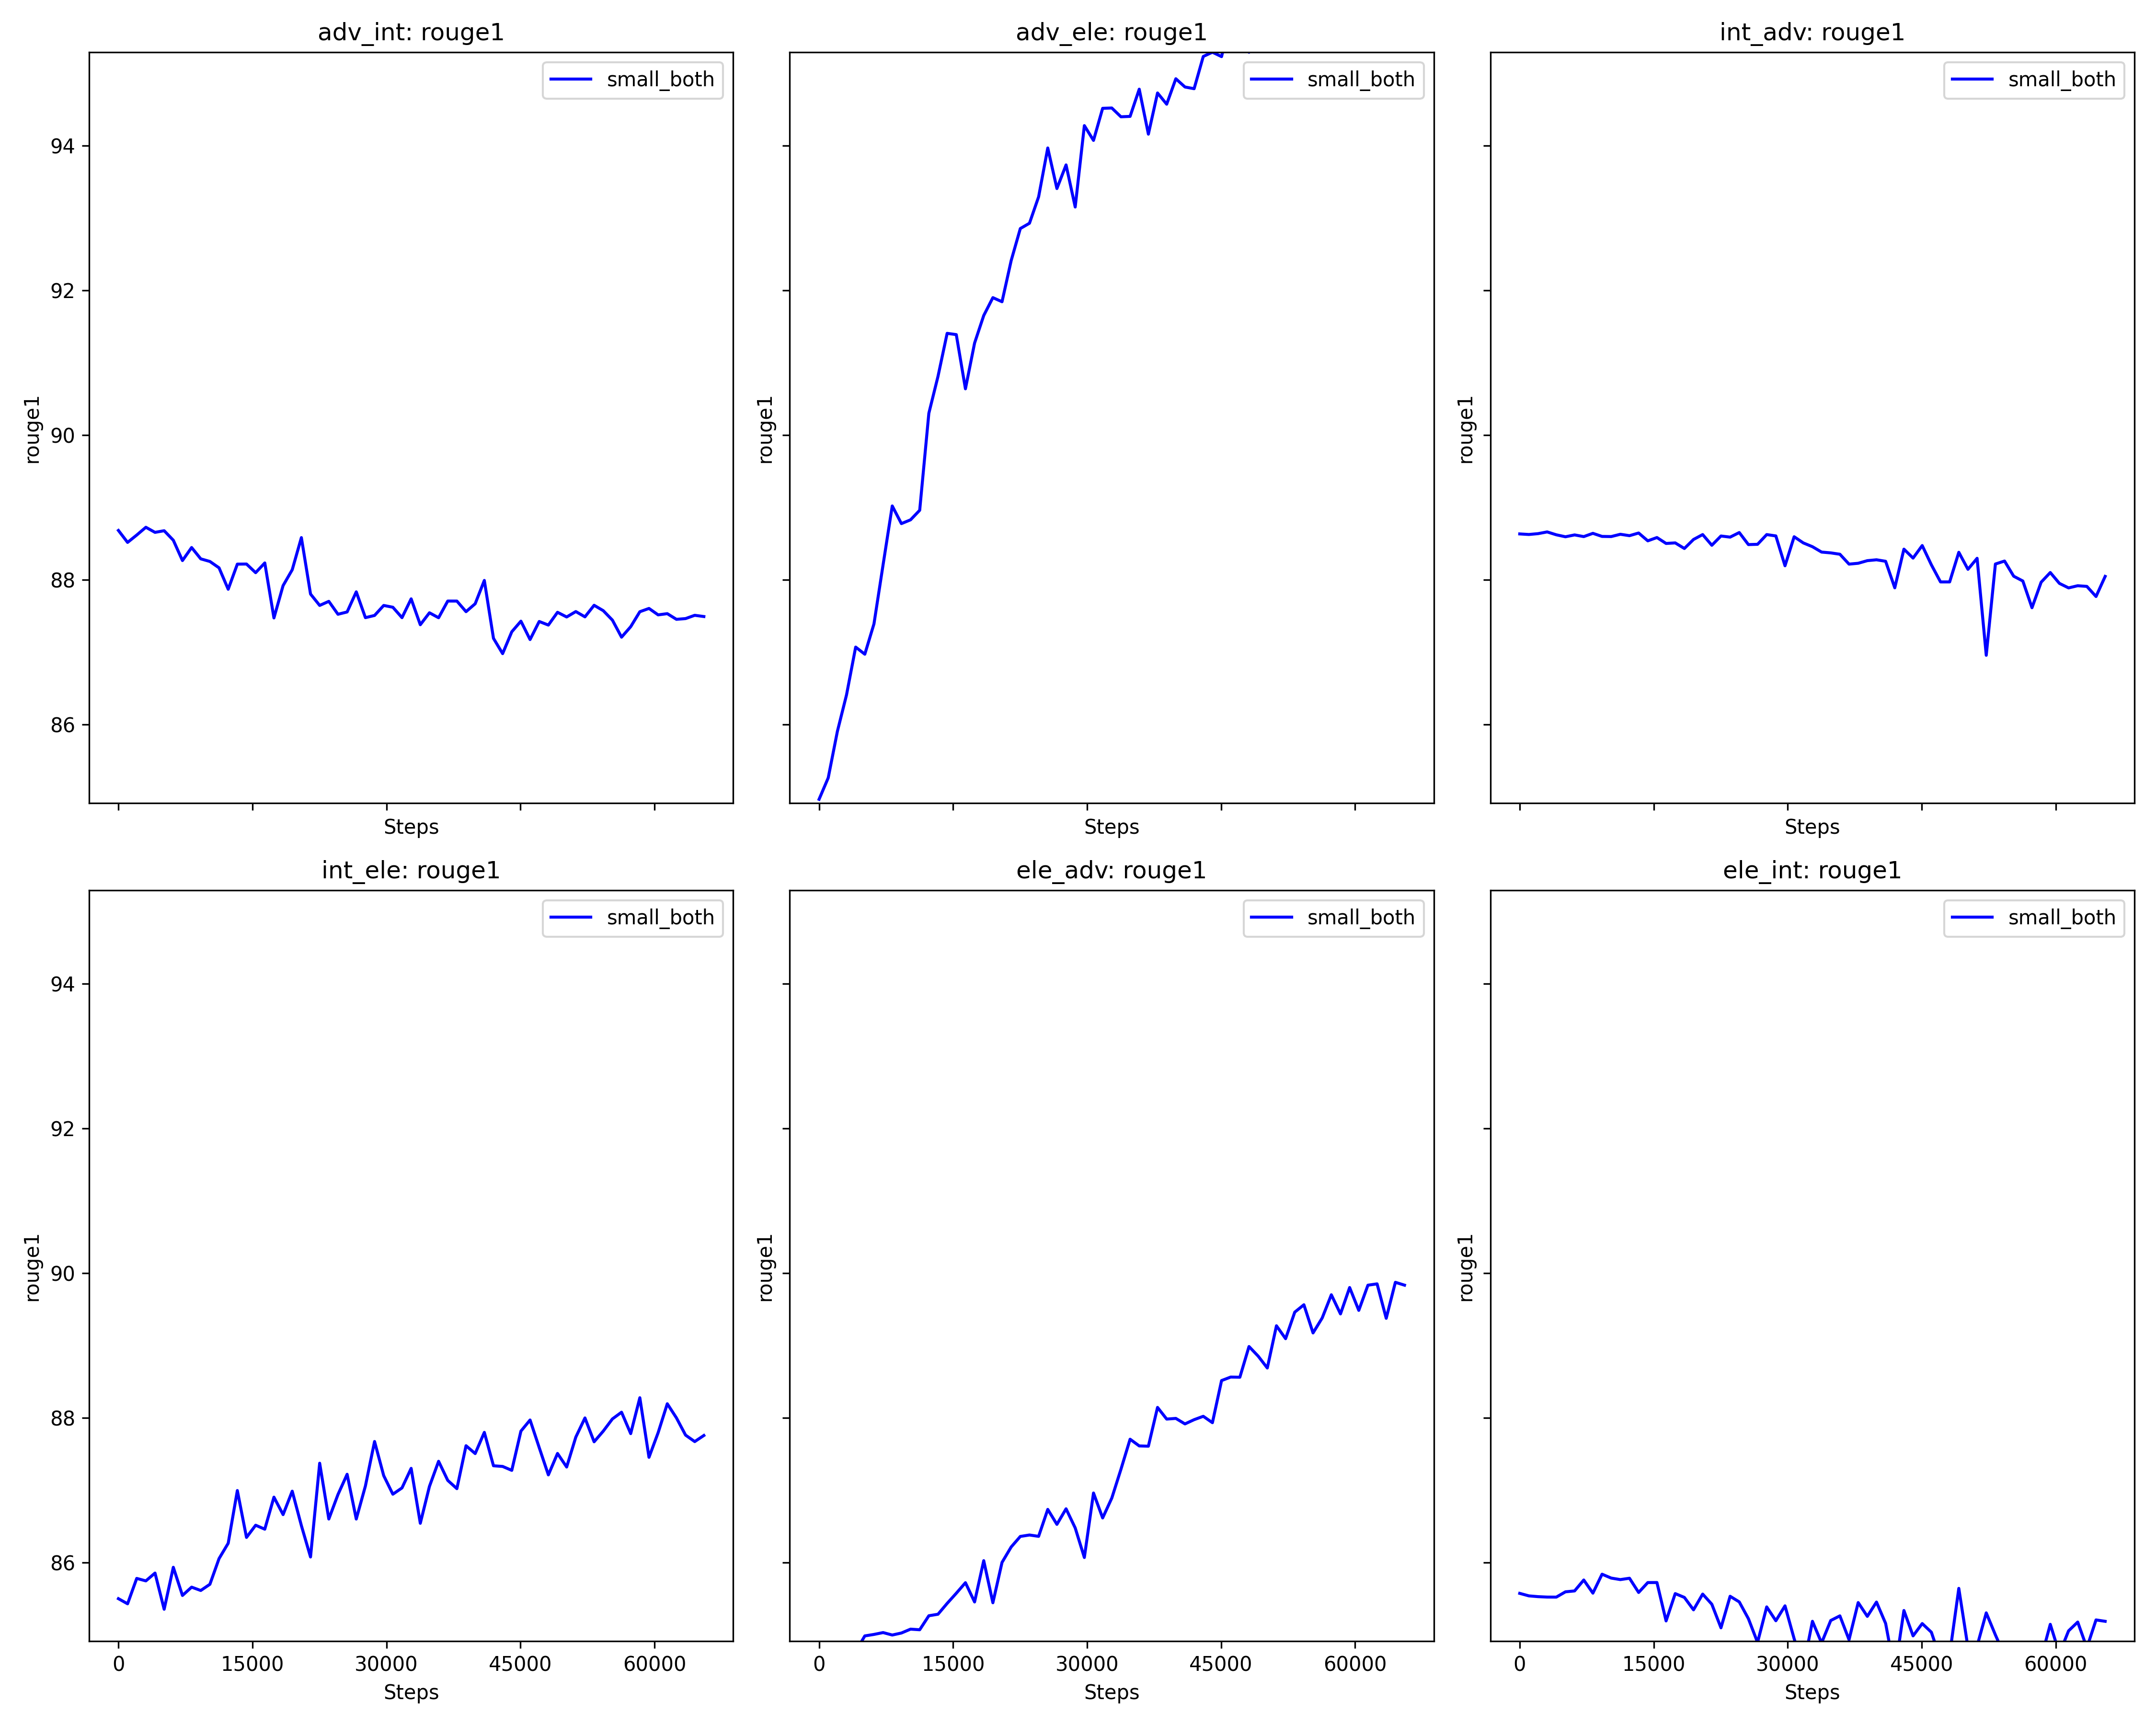 adv_int: rouge1
small_both
94
92
90
88
86
rouge1
Steps
adv_ele: rouge1
small_both
rouge1
Steps
int_adv: rouge1
small_both
rouge1
Steps
int_ele: rouge1
small_both
94
92
90
88
86
rouge1
0 15000 30000 45000 60000
Steps
ele_adv: rouge1
small_both
rouge1
0 15000 30000 45000 60000
Steps
ele_int: rouge1
small_both
rouge1
0 15000 30000 45000 60000
Steps